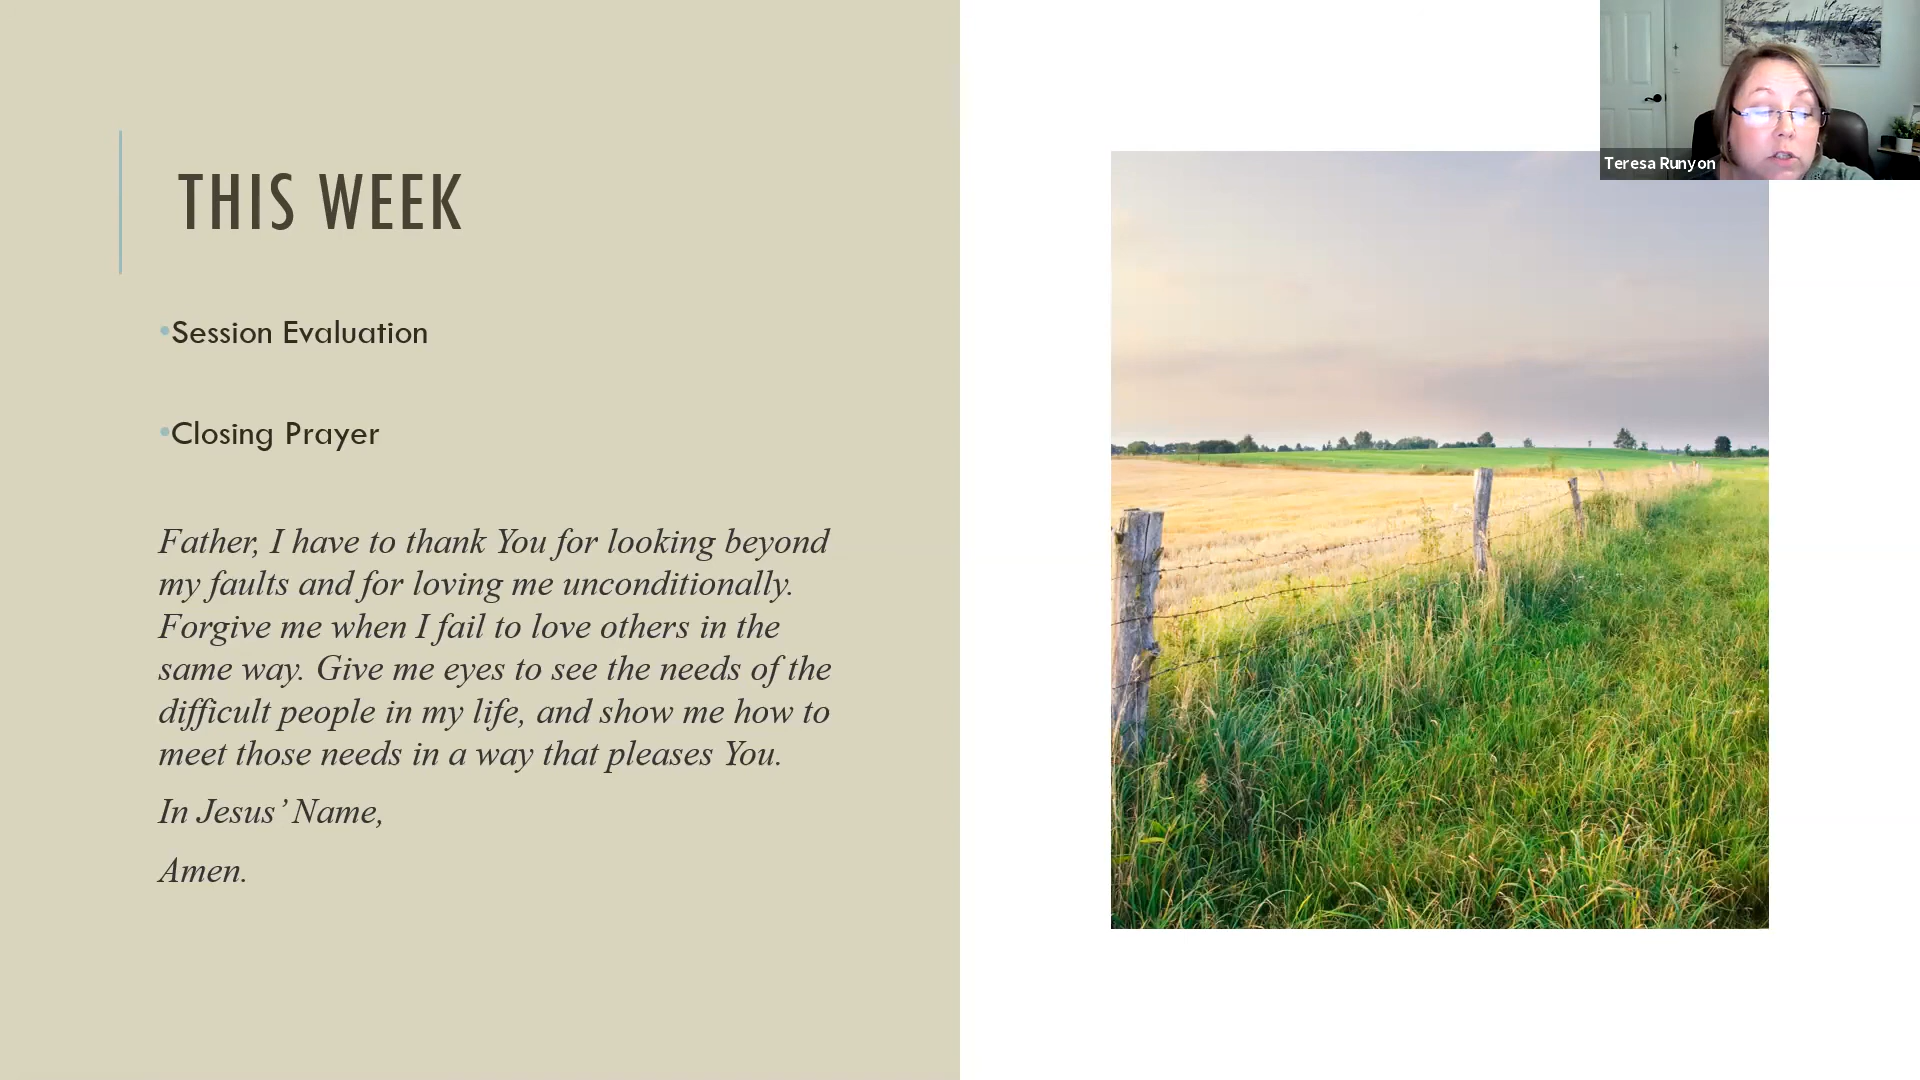 THIS WEEK
•Session Evaluation
•Closing Prayer
Father, I have to thank You for looking beyond
my faults and for loving me unconditionally.
Forgive me when I fail to love others in the
same way. Give me eyes to see the needs of the
difficult people in my life, and show me how to
meet those needs in a way that pleases You.
In Jesus’ Name,
Amen.
Teresa Runyon